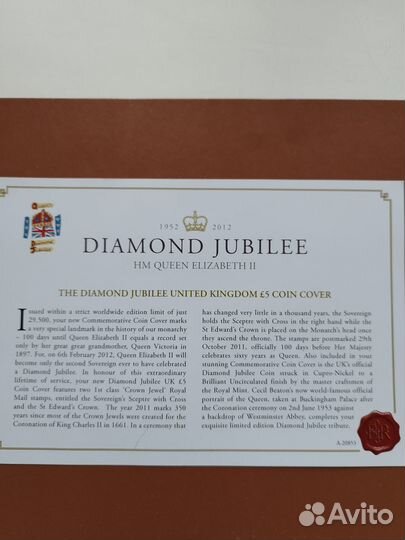 1952 2012
DIAMOND JUBILEE
HM QUEEN ELIZABETH II
THE DIAMOND JUBILEE UNITED KINGDOM £5 COIN COVER
Issued within a strict worldwide edition limit of just
29,500, your new Commemorative Coin Cover marks
a very special landmark in the history of our monarchy
– 100 days until Queen Elizabeth II equals a record set
only by her great great grandmother, Queen Victoria in
1897. For, on 6th February 2012, Queen Elizabeth II will
become only the second Sovereign ever to have celebrated
a Diamond Jubilee. In honour of this extraordinary
lifetime of service, your new Diamond Jubilee UK £5
Coin Cover features two 1st class 'Crown Jewel' Royal
Mail stamps, entitled the Sovereign's Sceptre with Cross
and the St Edward's Crown. The year 2011 marks 350
years since most of the Crown Jewels were created for the
Coronation of King Charles II in 1661. In a ceremony that
has changed very little in a thousand years, the Sovereign
holds the Sceptre with Cross in the right hand while the
St Edward's Crown is placed on the Monarch's head once
they ascend the throne. The stamps are postmarked 29th
October 2011, officially 100 days before Her Majesty
celebrates sixty years as Queen. Also included in your
stunning Commemorative Coin Cover is the UK's official
Diamond Jubilee Coin struck in Cupro-Nickel to a
Brilliant Uncirculated finish by the master craftsmen of
the Royal Mint. Cecil Beaton's now world-famous official
portrait of the Queen, taken at Buckingham Palace after
the Coronation ceremony on 2nd June 1953 against
a backdrop of Westminster Abbey, completes your
exquisite limited edition Diamond Jubilee tribute.
A-20853
Avito